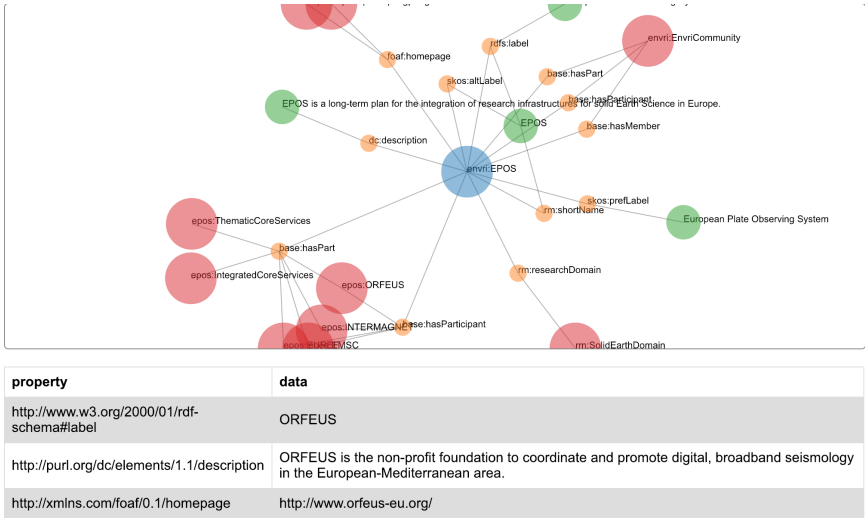 rdfs:label
envri:EnvriCommunity
foaf:homepage
skos:altLabel
base:hasPart
base:hasParticipant
EPOS is a long-term plan for the integration of research infrastructures for solid Earth Science in Europe.
EPOS
base:hasMember
dc:description
envri:EPOS
skos:prefLabel
rm:shortName
epos:ThematicCoreServices
European Plate Observing System
base:hasPart
rm:researchDomain
epos:IntegratedCoreServices
epos:ORFEUS
epos:INTERMAGNET
base:hasParticipant
rm:SolidEarthDomain
property data
http://www.w3.org/2000/01/rdf-
schema#label
ORFEUS
http://purl.org/dc/elements/1.1/description
ORFEUS is the non-profit foundation to coordinate and promote digital, broadband seismology
in the European-Mediterranean area.
http://xmlns.com/foaf/0.1/homepage http://www.orfeus-eu.org/